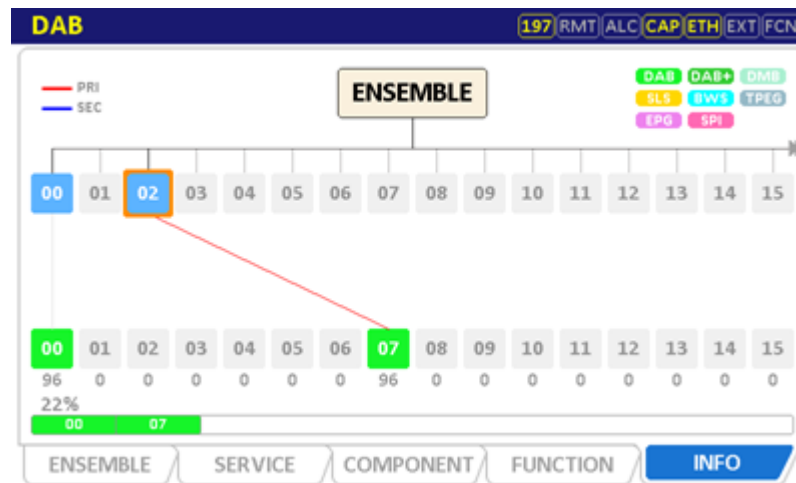 DAB 197 RMT ALC CAP ETH EXT FCN
PRI
SEC
ENSEMBLE
DAB DAB+ DMB
SLS BWS TPEG
EPG SPI
00 01 02 03 04 05 06 07 08 09 10 11 12 13 14 15
00 01 02 03 04 05 06 07 08 09 10 11 12 13 14 15
96 0 0 0 0 0 0 96 0 0 0 0 0 0 0 0
22%
00 07
ENSEMBLE SERVICE COMPONENT FUNCTION INFO